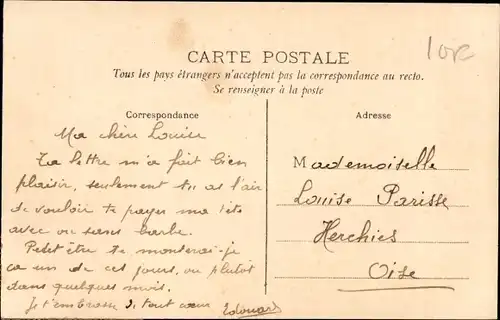 CARTE POSTALE
Tous les pays étrangers n'acceptent pas la correspondance au recto.
Se renseigner à la poste
Correspondance
Ma chère Louise
Ta lettre m'a fait bien
plaisir, seulement tu as l'air
de vouloir te payer ma tête
avec ou sans barbe.
Petit être te monterai-je
ça un de ces jours, ou plutôt
dans quelques mois.
Je t'embrasse de tout cœur Edouard
Adresse
Mademoiselle
Louise Parisse
Herchies
Oise